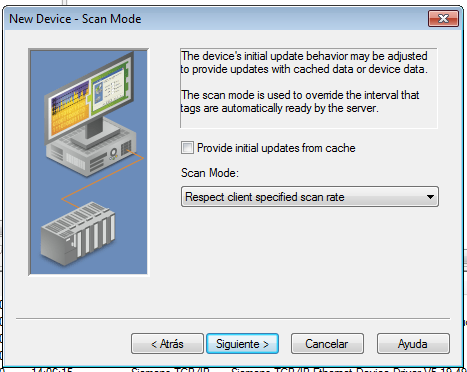 New Device - Scan Mode
The device's initial update behavior may be adjusted
to provide updates with cached data or device data.
The scan mode is used to override the interval that
tags are automatically ready by the server.
Provide initial updates from cache
Scan Mode:
Respect client specified scan rate
< Atrás
Siguiente >
Cancelar
Ayuda